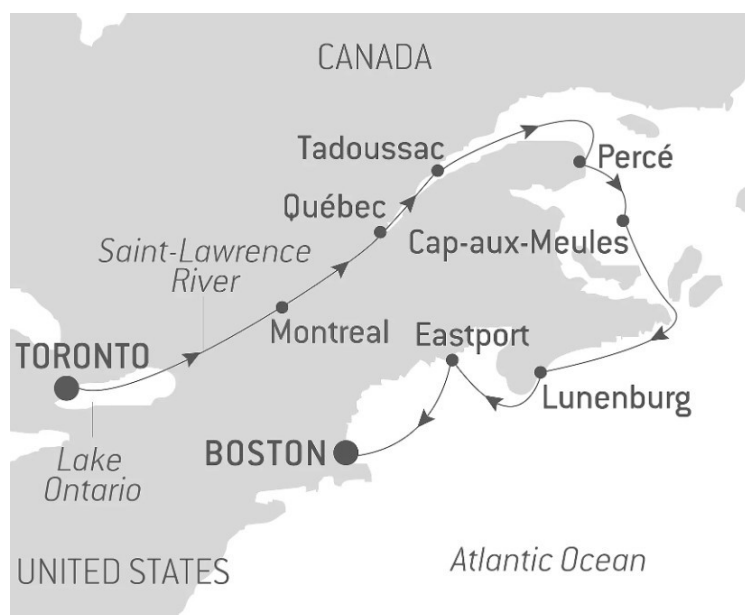 CANADA
Tadoussac
Percé
Québec
Cap-aux-Meules
Saint-Lawrence
River
Montreal
Eastport
TORONTO
Lunenburg
BOSTON
Lake
Ontario
Atlantic Ocean
UNITED STATES